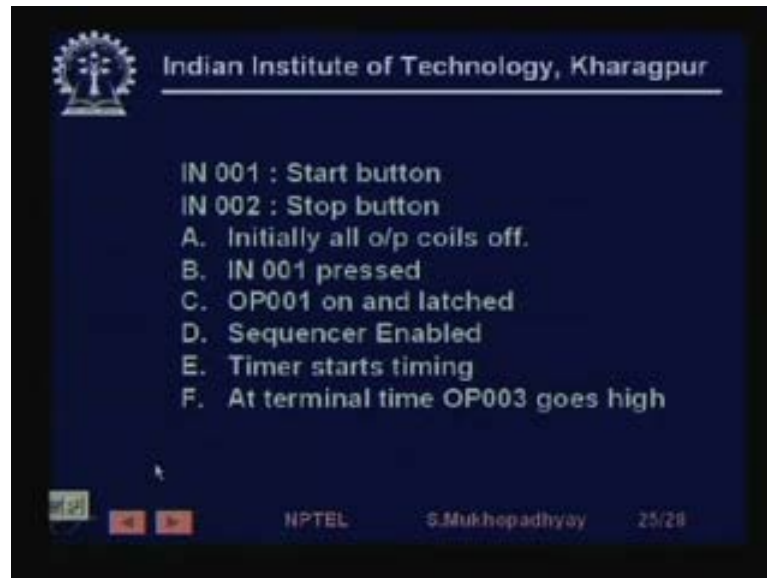 Indian Institute of Technology, Kharagpur
IN 001 : Start button
IN 002 : Stop button
A. Initially all o/p coils off.
B. IN 001 pressed
C. OP001 on and latched
D. Sequencer Enabled
E. Timer starts timing
F. At terminal time OP003 goes high
NPTEL S.Mukhopadhyay 25/28